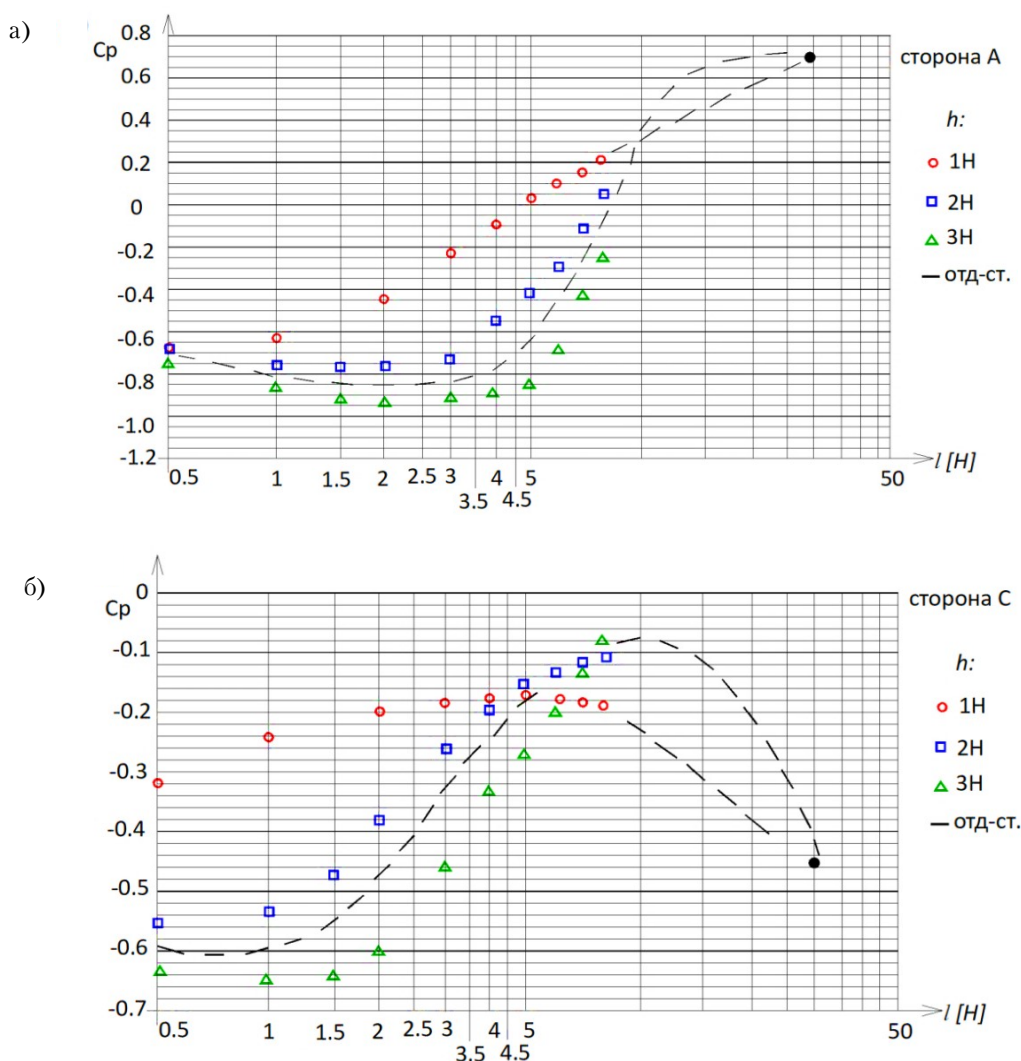 а)
Cp
0.8
0.6
0.4
0.2
0
-0.2
-0.4
-0.6
-0.8
-1.0
-1.2
0.5 1 1.5 2 2.5 3 3.5 4 4.5 5 50
l [H]
сторона А
h:
1H
2H
3H
отд-ст.
б)
Cp
0
-0.1
-0.2
-0.3
-0.4
-0.5
-0.6
-0.7
0.5 1 1.5 2 2.5 3 3.5 4 4.5 5 50
l [H]
сторона С
h:
1H
2H
3H
отд-ст.